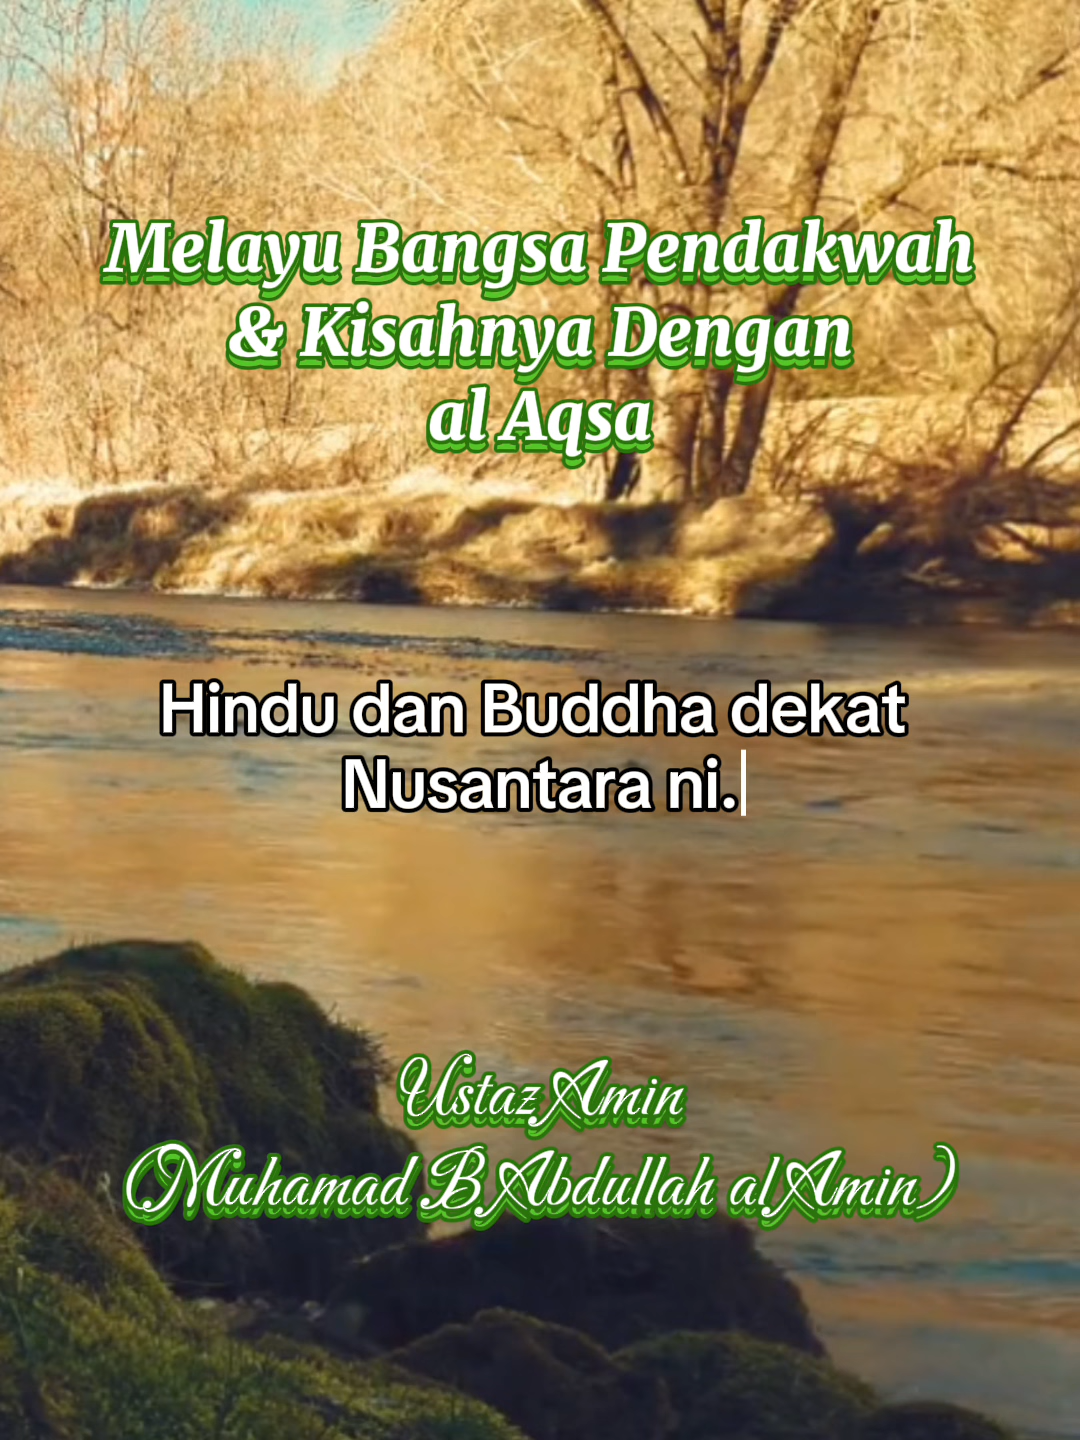 Melayu Bangsa Pendakwah
& Kisahnya Dengan
al Aqsa
Hindu dan Buddha dekat
Nusantara ni.
Ustaz Amin
(Muhamad B Abdullah al Amin)